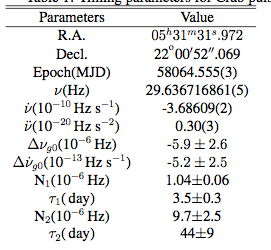 Table 1: Timing parameters for Crab pul
Parameters Value
R.A. 05ʰ31ᵐ31ˢ.972
Decl. 22°00′52″.069
Epoch(MJD) 58064.555(3)
ν(Hz) 29.636716861(5)
ν̇(10⁻¹⁰ Hz s⁻¹) -3.68609(2)
ν̈(10⁻²⁰ Hz s⁻²) 0.30(3)
Δν_g0(10⁻⁶ Hz) -5.9 ± 2.6
Δν̇_g0(10⁻¹³ Hz s⁻¹) -5.2 ± 2.5
N₁(10⁻⁶ Hz) 1.04±0.06
τ₁(day) 3.5±0.3
N₂(10⁻⁶ Hz) 9.7±2.5
τ₂(day) 44±9